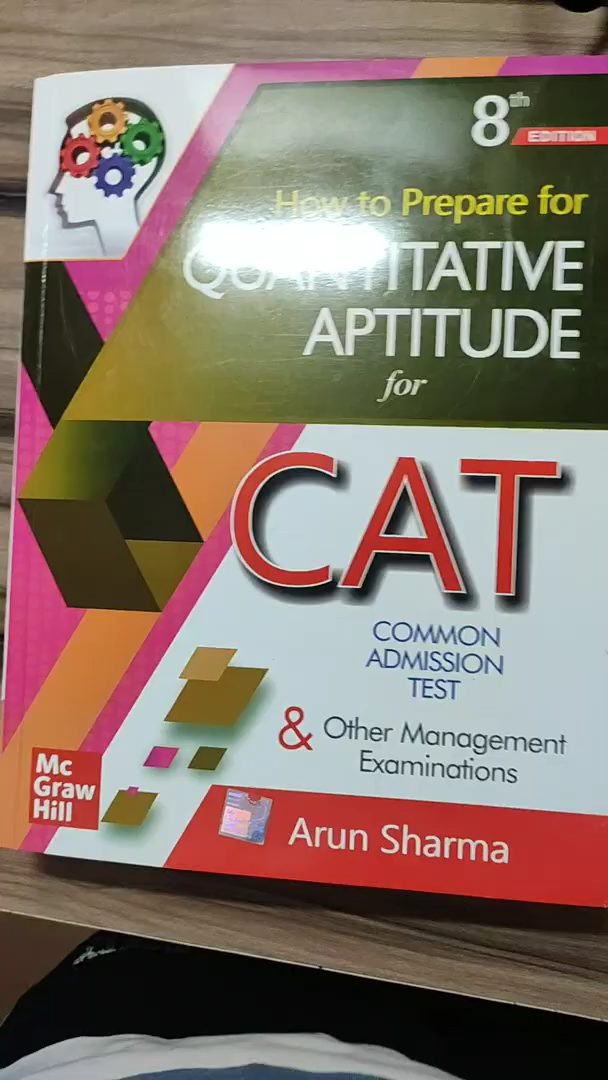 8th
EDITION
How to Prepare for
QUANTITATIVE
APTITUDE
for
CAT
COMMON
ADMISSION
TEST
& Other Management
Examinations
Mc
Graw
Hill
Arun Sharma